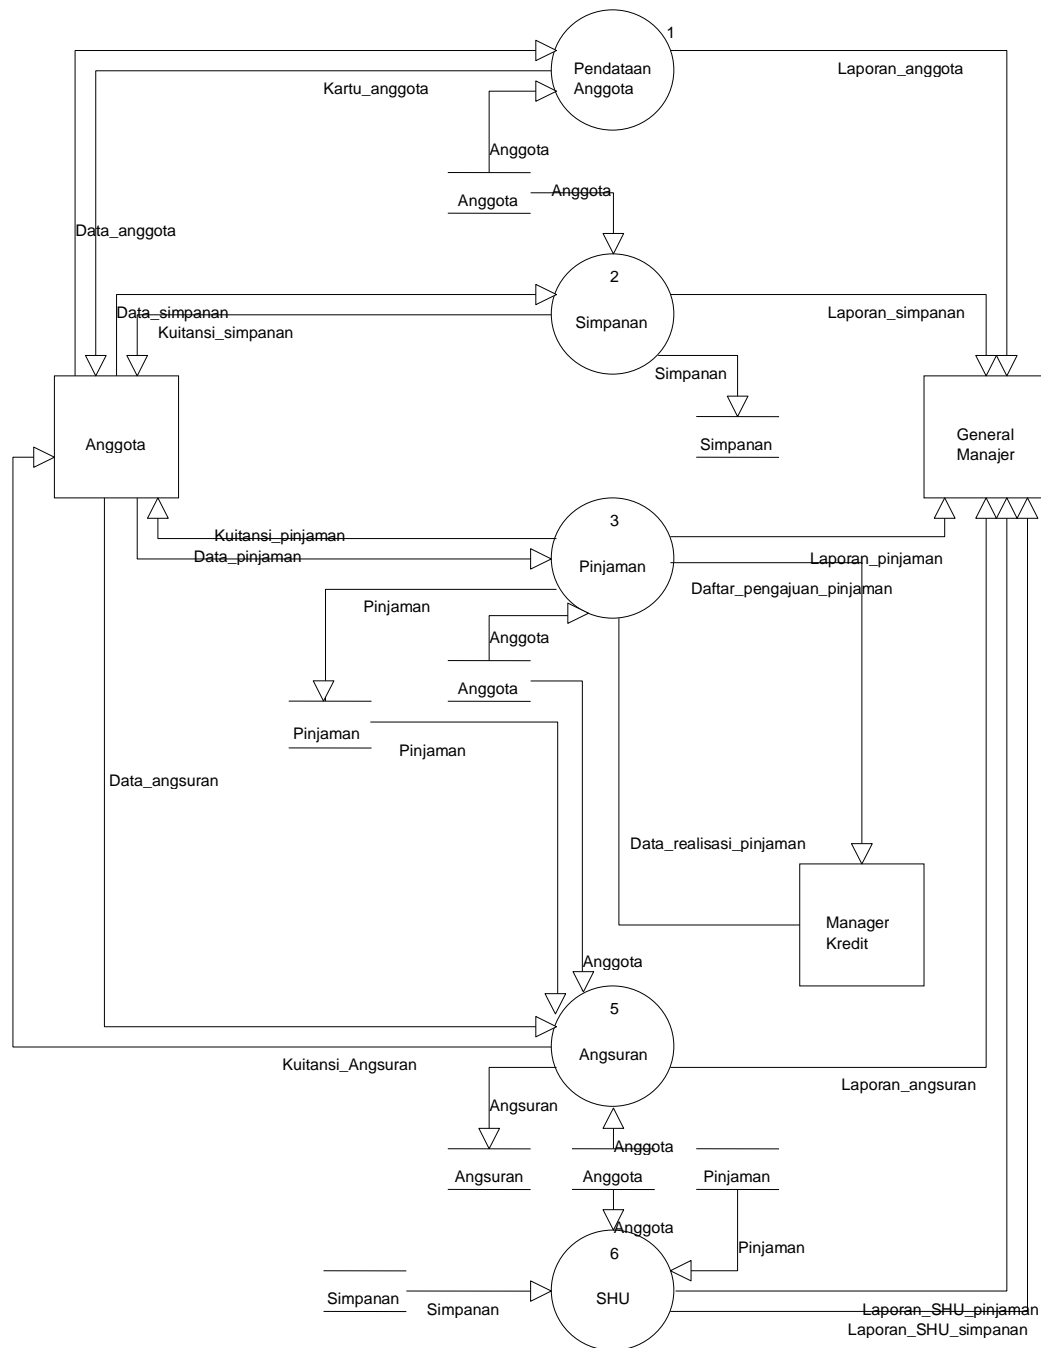 1
Pendataan
Anggota
Laporan_anggota
Kartu_anggota
Anggota
Anggota
Anggota
Data_anggota
2
Simpanan
Data_simpanan
Kuitansi_simpanan
Laporan_simpanan
Simpanan
Simpanan
Anggota
General
Manajer
3
Pinjaman
Kuitansi_pinjaman
Data_pinjaman
Laporan_pinjaman
Daftar_pengajuan_pinjaman
Pinjaman
Anggota
Anggota
Pinjaman
Pinjaman
Data_angsuran
Data_realisasi_pinjaman
Manager
Kredit
Anggota
5
Angsuran
Kuitansi_Angsuran
Laporan_angsuran
Angsuran
Anggota
Angsuran
Anggota
Pinjaman
Anggota
Pinjaman
6
SHU
Simpanan
Simpanan
Laporan_SHU_pinjaman
Laporan_SHU_simpanan